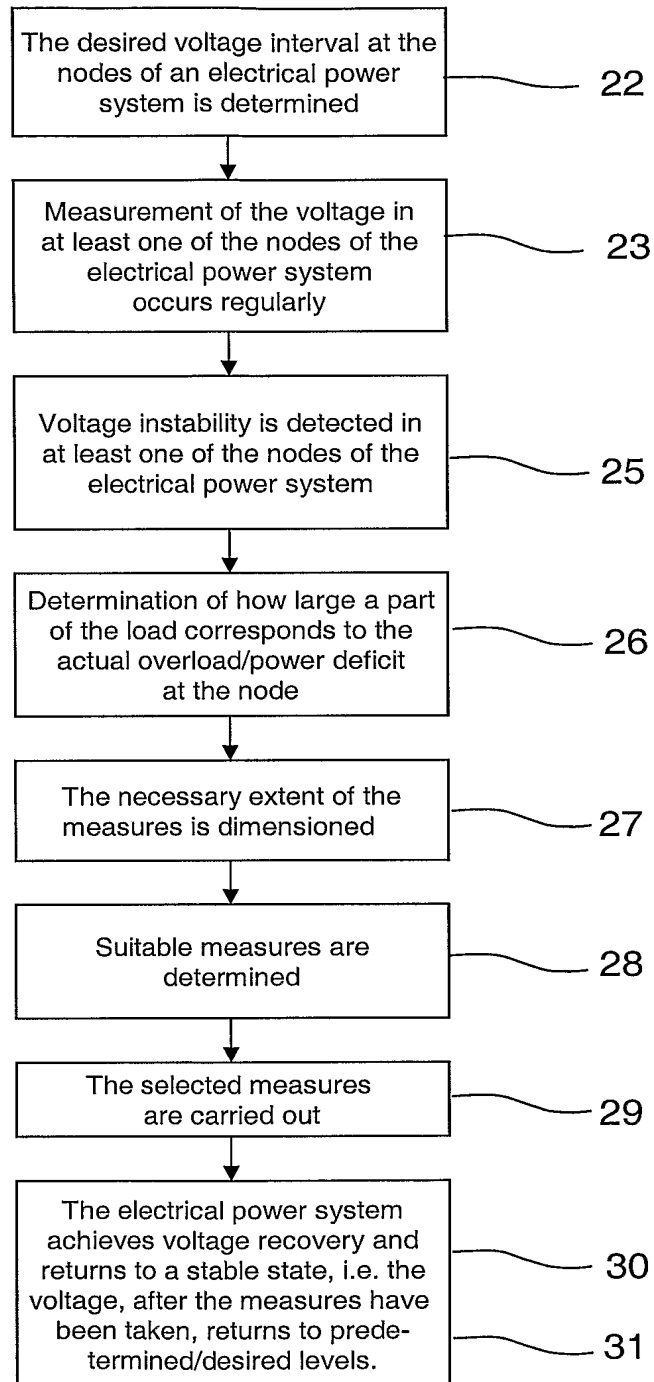 The desired voltage interval at the
nodes of an electrical power
system is determined
22
Measurement of the voltage in
at least one of the nodes of the
electrical power system
occurs regularly
23
Voltage instability is detected in
at least one of the nodes of the
electrical power system
25
Determination of how large a part
of the load corresponds to the
actual overload/power deficit
at the node
26
The necessary extent of the
measures is dimensioned
27
Suitable measures are
determined
28
The selected measures
are carried out
29
The electrical power system
achieves voltage recovery and
returns to a stable state, i.e. the
voltage, after the measures have
been taken, returns to prede-
termined/desired levels.
30
31